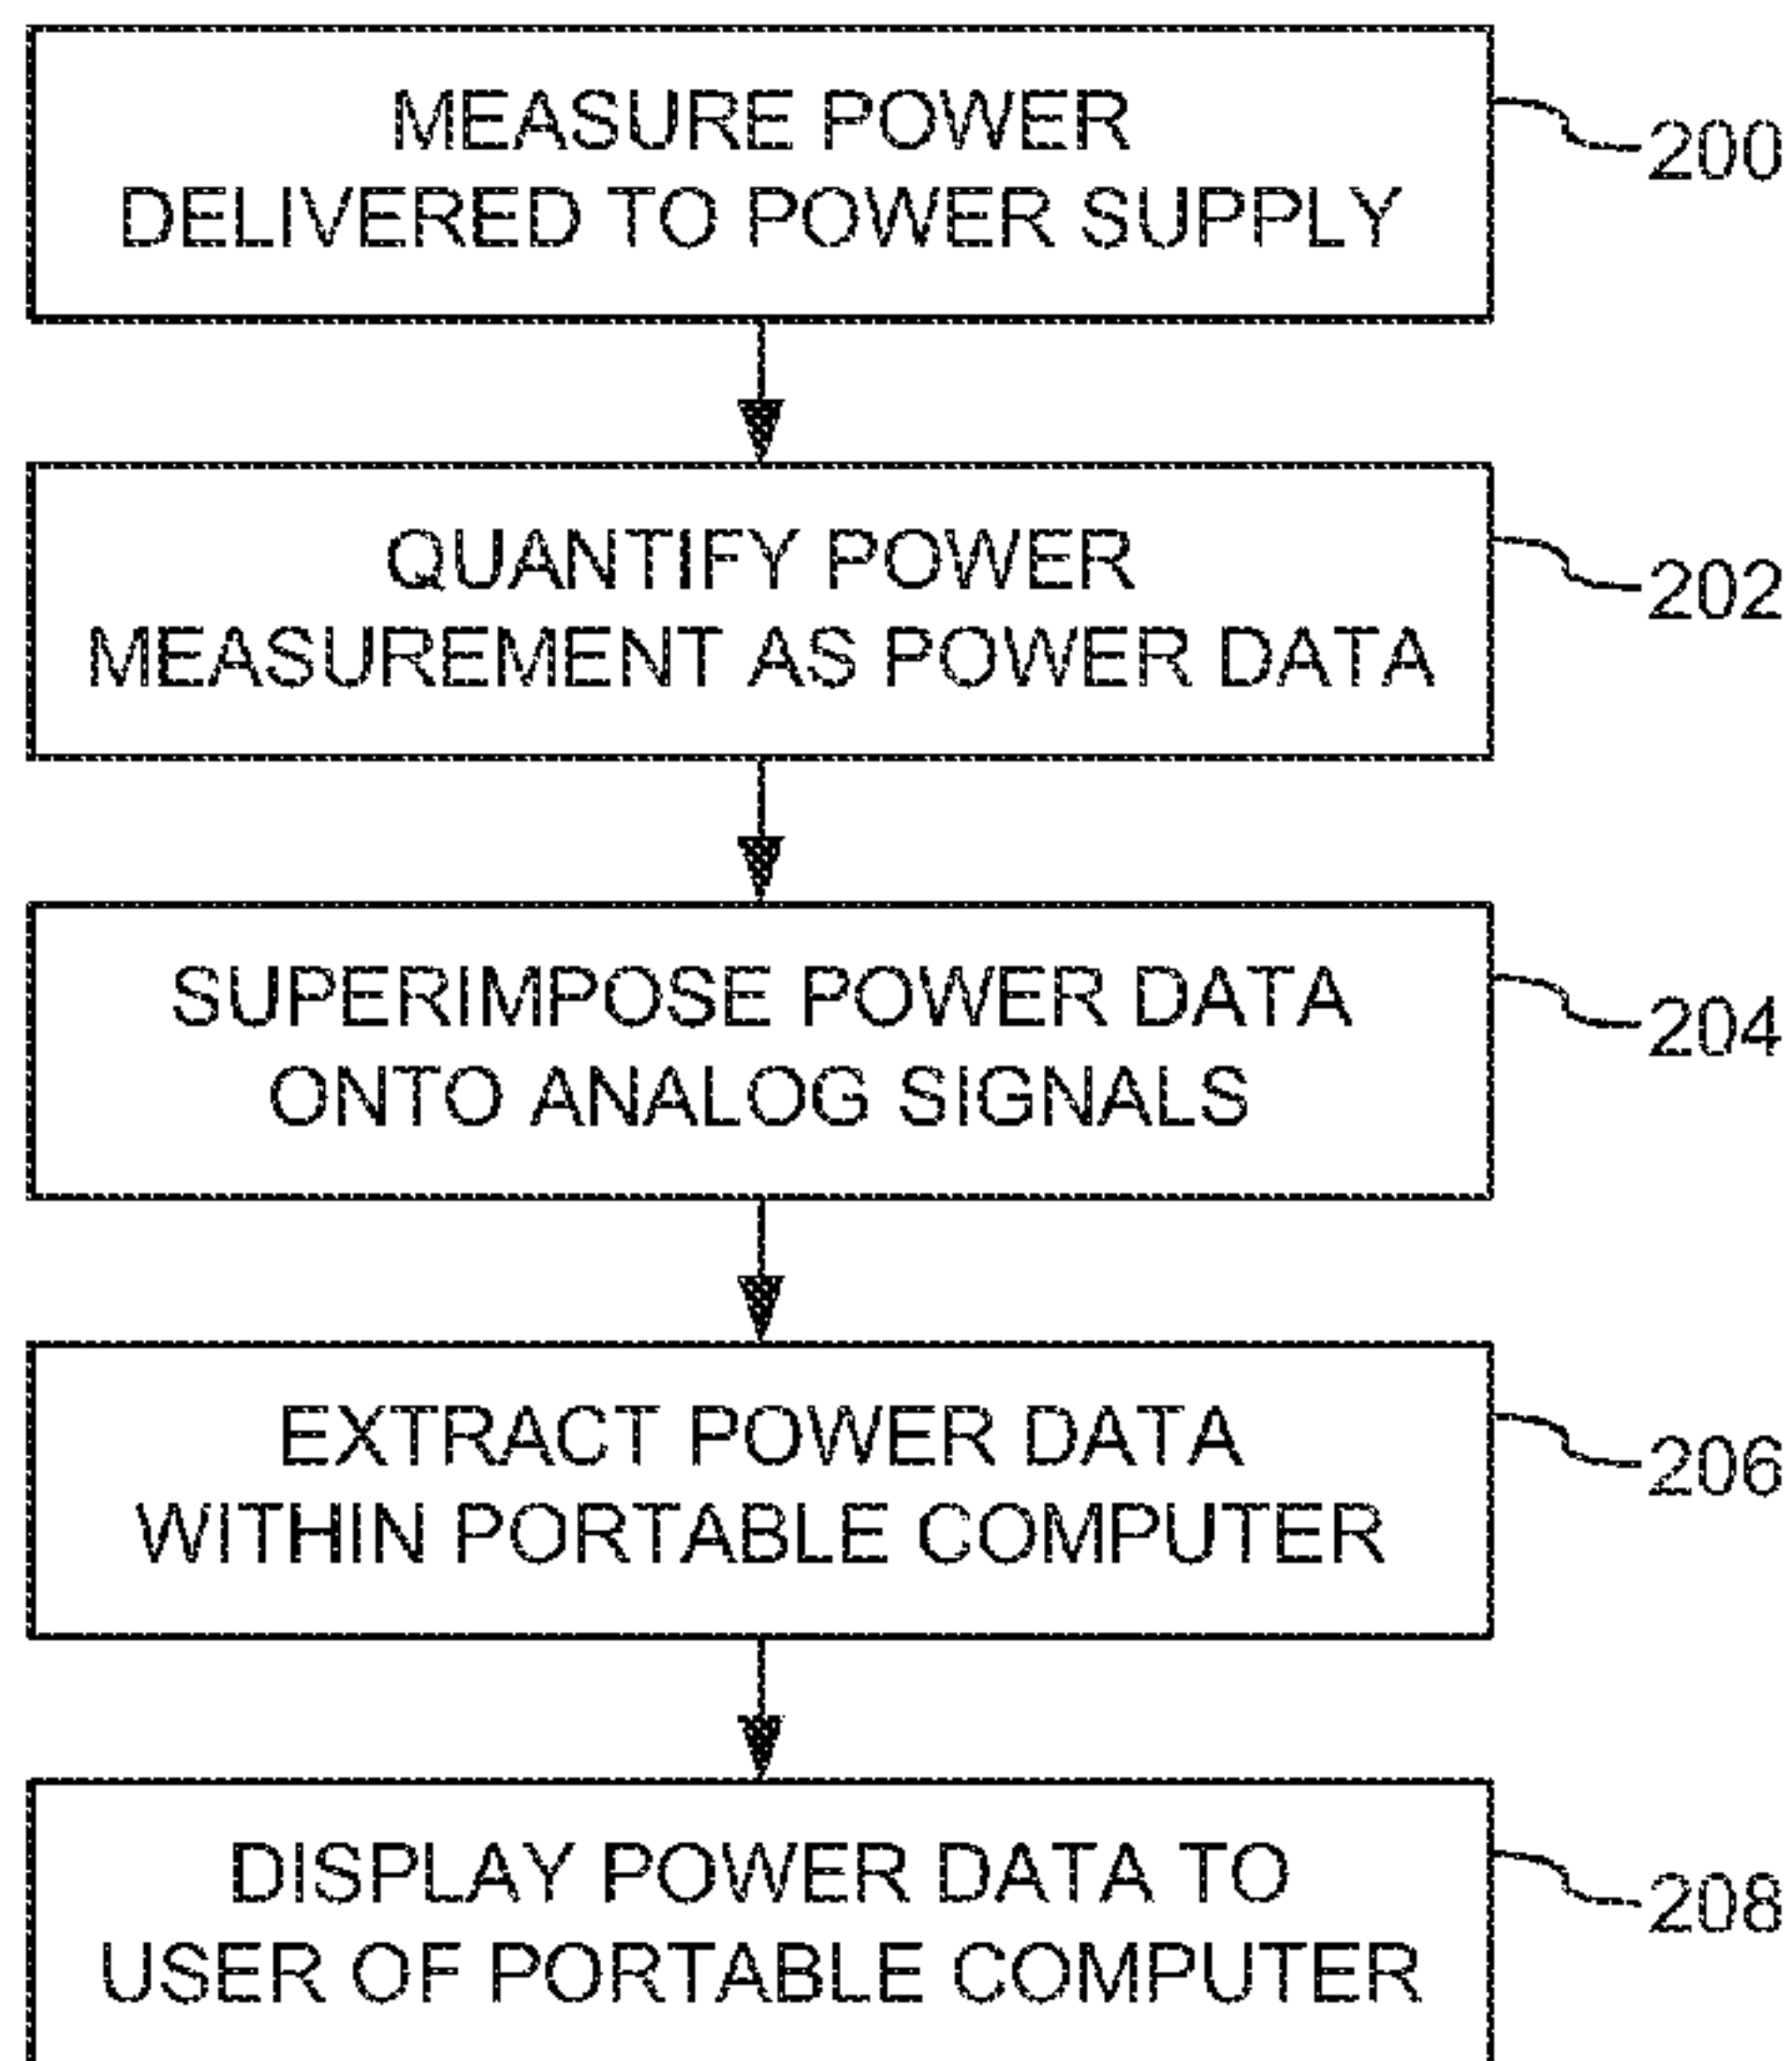 MEASURE POWER
DELIVERED TO POWER SUPPLY
200
QUANTIFY POWER
MEASUREMENT AS POWER DATA
202
SUPERIMPOSE POWER DATA
ONTO ANALOG SIGNALS
204
EXTRACT POWER DATA
WITHIN PORTABLE COMPUTER
206
DISPLAY POWER DATA TO
USER OF PORTABLE COMPUTER
208